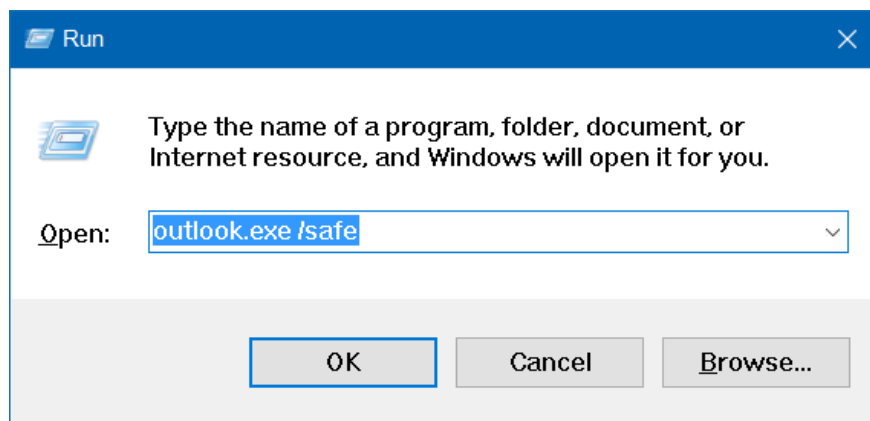 Run
Type the name of a program, folder, document, or
Internet resource, and Windows will open it for you.
Open: outlook.exe /safe
OK Cancel Browse...